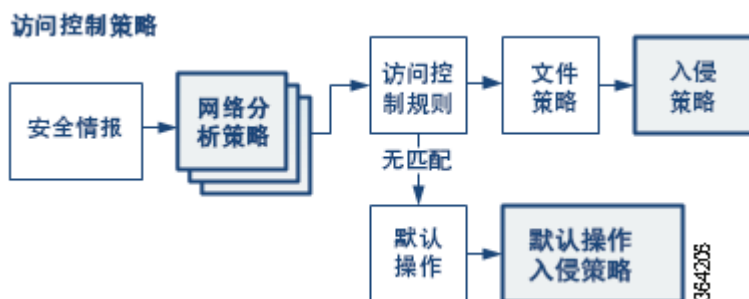 访问控制策略
安全情报
网络分
析策略
访问控
制规则
文件
策略
入侵
策略
无匹配
默认
操作
默认操作
入侵策略
364205